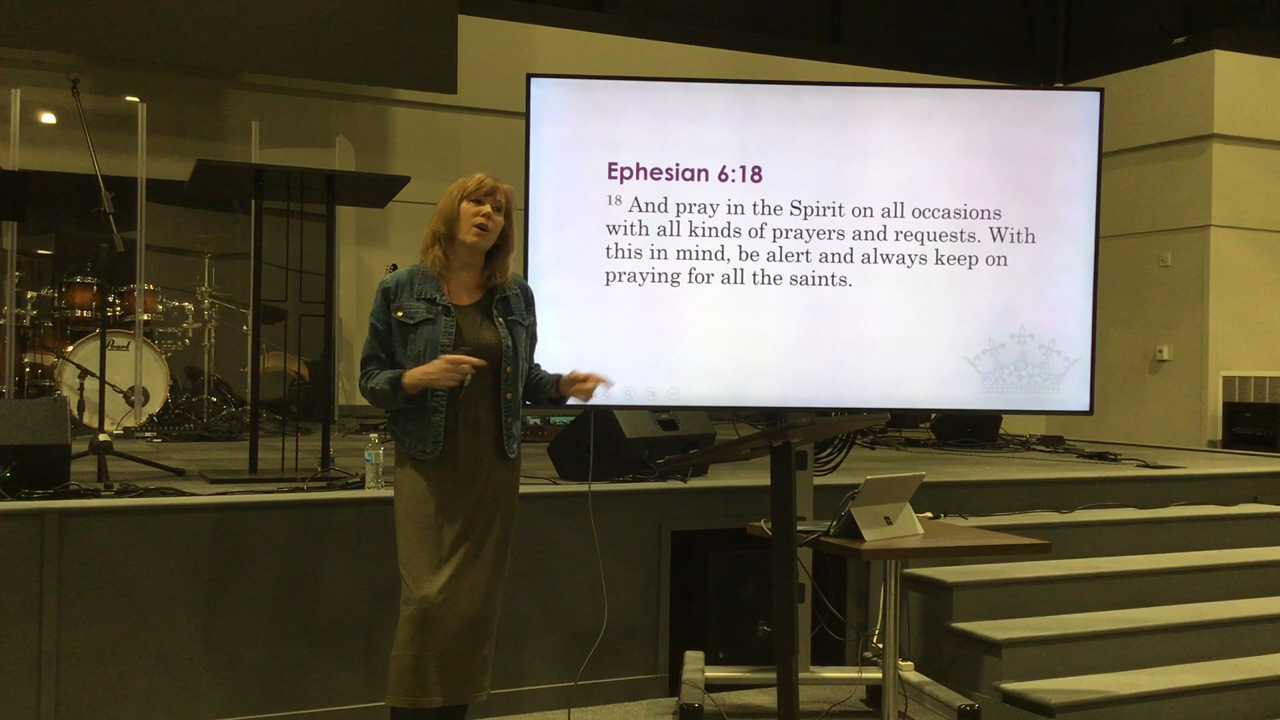 Ephesian 6:18
18 And pray in the Spirit on all occasions
with all kinds of prayers and requests. With
this in mind, be alert and always keep on
praying for all the saints.
Pearl